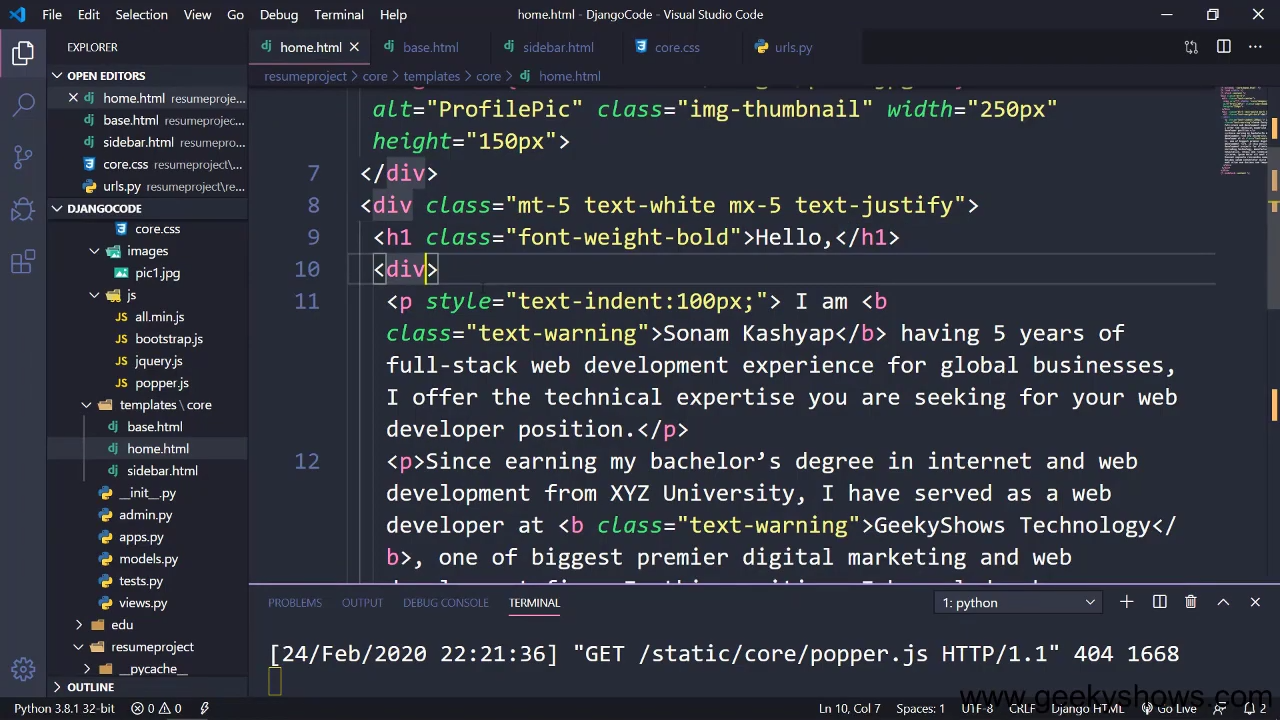 File Edit Selection View Go Debug Terminal Help home.html - DjangoCode - Visual Studio Code
EXPLORER
OPEN EDITORS
home.html resumeproje...
base.html resumeprojec...
sidebar.html resumepro...
core.css resumeproject\...
urls.py resumeproject\re...
DJANGOCODE
core.css
images
pic1.jpg
js
all.min.js
bootstrap.js
jquery.js
popper.js
templates \ core
base.html
home.html
sidebar.html
__init__.py
admin.py
apps.py
models.py
tests.py
views.py
edu
resumeproject
__pycache__
OUTLINE
home.html base.html sidebar.html core.css urls.py
resumeproject > core > templates > core > home.html
alt="ProfilePic" class="img-thumbnail" width="250px"
height="150px">
7 </div>
8 <div class="mt-5 text-white mx-5 text-justify">
9 <h1 class="font-weight-bold">Hello,</h1>
10 <div>
11 <p style="text-indent:100px;"> I am <b
class="text-warning">Sonam Kashyap</b> having 5 years of
full-stack web development experience for global businesses,
I offer the technical expertise you are seeking for your web
developer position.</p>
12 <p>Since earning my bachelor’s degree in internet and web
development from XYZ University, I have served as a web
developer at <b class="text-warning">GeekyShows Technology</
b>, one of biggest premier digital marketing and web
PROBLEMS OUTPUT DEBUG CONSOLE TERMINAL 1: python
[24/Feb/2020 22:21:36] "GET /static/core/popper.js HTTP/1.1" 404 1668
www.geekyshows.com
Python 3.8.1 32-bit 0 0 Ln 10, Col 7 Spaces: 1 UTF-8 CRLF Django HTML Go Live 2